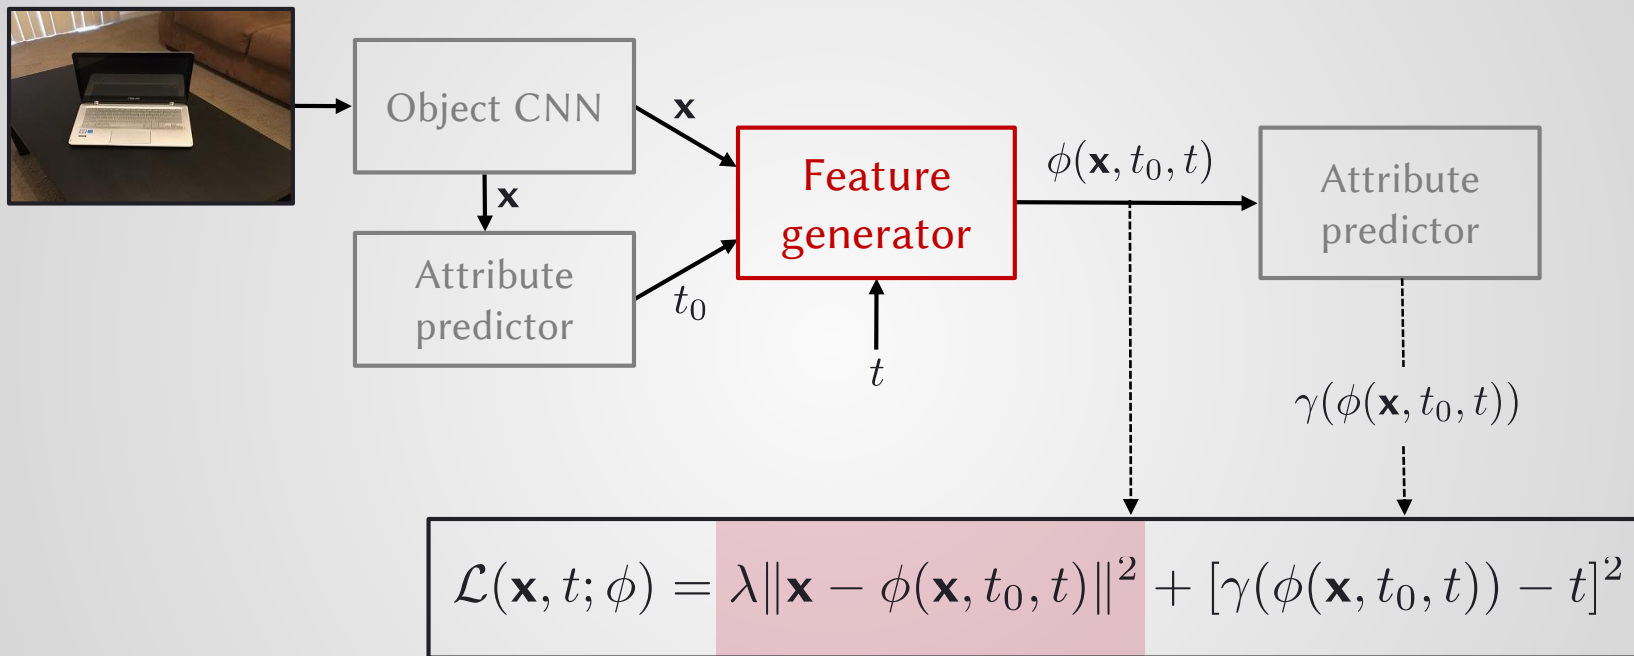 Object CNN
x
x
Attribute
predictor
t₀
Feature
generator
t
ϕ(x, t₀, t)
Attribute
predictor
γ(ϕ(x, t₀, t))
ℒ(x, t; ϕ) = λ‖x − ϕ(x, t₀, t)‖² + [γ(ϕ(x, t₀, t)) − t]²